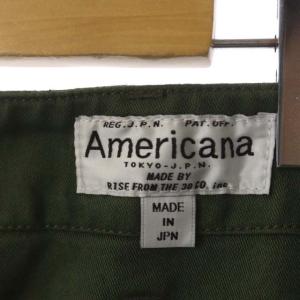 REG. J.P.N. PAT. OFF.
Americana
TOKYO-J.P.N.
MADE BY
RISE FROM THE 30 CO, Inc
MADE
IN
JPN